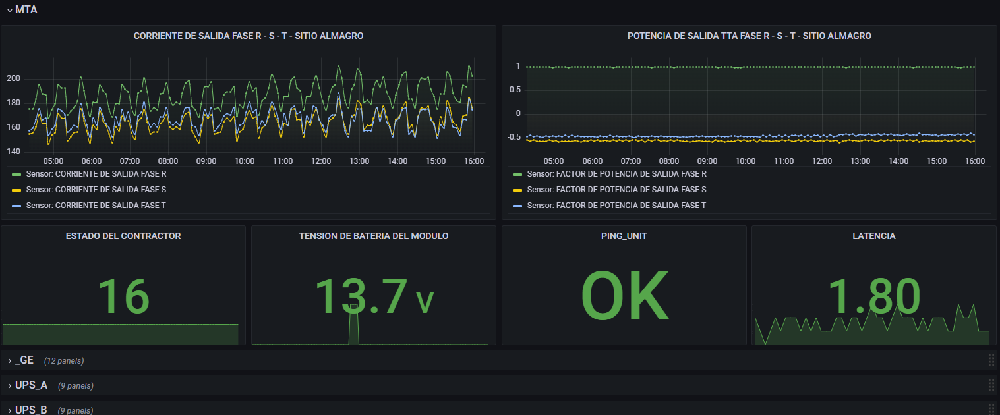 MTA
CORRIENTE DE SALIDA FASE R - S - T - SITIO ALMAGRO
200
180
160
140
05:00 06:00 07:00 08:00 09:00 10:00 11:00 12:00 13:00 14:00 15:00 16:00
Sensor: CORRIENTE DE SALIDA FASE R
Sensor: CORRIENTE DE SALIDA FASE S
Sensor: CORRIENTE DE SALIDA FASE T
POTENCIA DE SALIDA TTA FASE R - S - T - SITIO ALMAGRO
1
0.5
0
-0.5
05:00 06:00 07:00 08:00 09:00 10:00 11:00 12:00 13:00 14:00 15:00 16:00
Sensor: FACTOR DE POTENCIA DE SALIDA FASE R
Sensor: FACTOR DE POTENCIA DE SALIDA FASE S
Sensor: FACTOR DE POTENCIA DE SALIDA FASE T
ESTADO DEL CONTRACTOR
16
TENSION DE BATERIA DEL MODULO
13.7 v
PING_UNIT
OK
LATENCIA
1.80
_GE (12 panels)
UPS_A (9 panels)
UPS_B (9 panels)